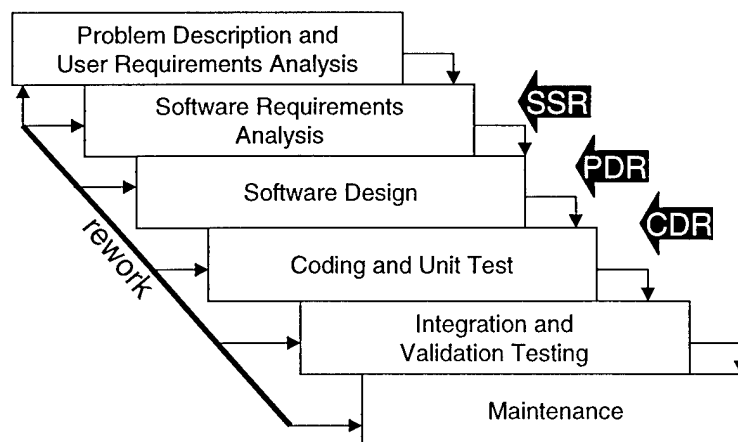 Problem Description and
User Requirements Analysis
SSR
Software Requirements
Analysis
PDR
Software Design
CDR
rework
Coding and Unit Test
Integration and
Validation Testing
Maintenance